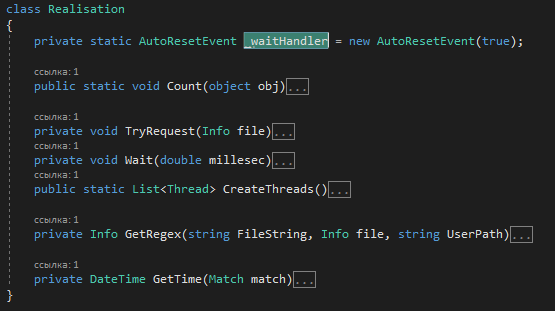 class Realisation
{
private static AutoResetEvent _waitHandler = new AutoResetEvent(true);
ссылка: 1
public static void Count(object obj)...
ссылка: 1
private void TryRequest(Info file)...
ссылка: 1
private void Wait(double millesec)...
ссылка: 1
public static List<Thread> CreateThreads()...
ссылка: 1
private Info GetRegex(string FileString, Info file, string UserPath)...
ссылка: 1
private DateTime GetTime(Match match)...
}